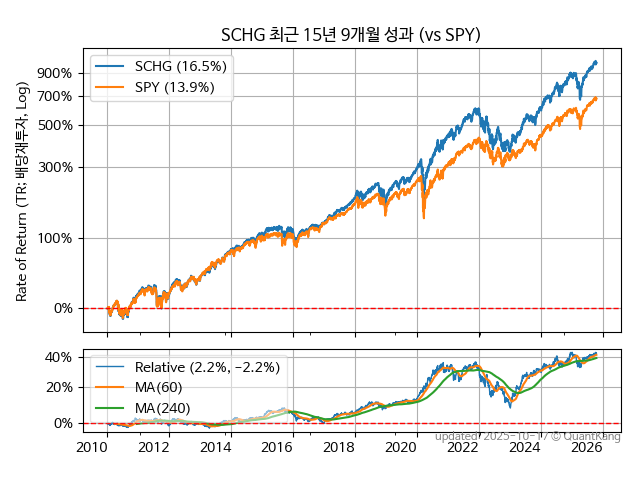 SCHG 최근 15년 9개월 성과 (vs SPY)
Rate of Return (TR; 배당재투자, Log)
900%
700%
500%
300%
100%
0%
SCHG (16.5%)
SPY (13.9%)
40%
20%
0%
Relative (2.2%, −2.2%)
MA(60)
MA(240)
updated: 2025-10-17 © QuantKang
2010 2012 2014 2016 2018 2020 2022 2024 2026